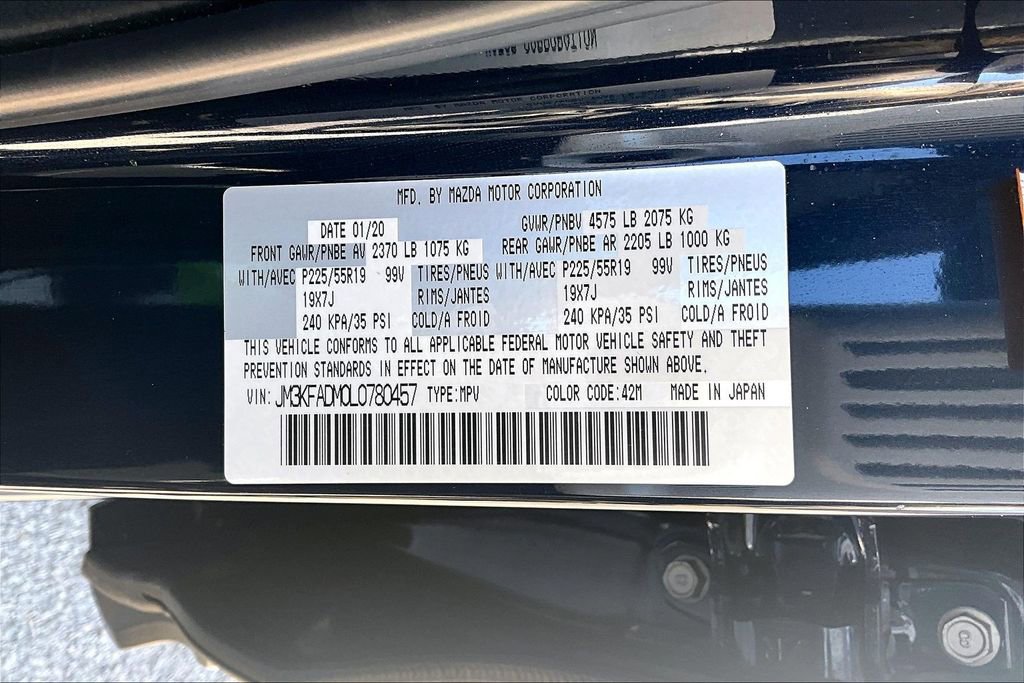 MFD. BY MAZDA MOTOR CORPORATION
DATE 01/20 GVWR/PNBV 4575 LB 2075 KG
FRONT GAWR/PNBE AV 2370 LB 1075 KG REAR GAWR/PNBE AR 2205 LB 1000 KG
WITH/AVEC P225/55R19 99V TIRES/PNEUS WITH/AVEC P225/55R19 99V TIRES/PNEUS
19X7J RIMS/JANTES 19X7J RIMS/JANTES
240 KPA/35 PSI COLD/A FROID 240 KPA/35 PSI COLD/A FROID
THIS VEHICLE CONFORMS TO ALL APPLICABLE FEDERAL MOTOR VEHICLE SAFETY AND THEFT
PREVENTION STANDARDS IN EFFECT ON THE DATE OF MANUFACTURE SHOWN ABOVE.
VIN: JM3KFADM0L0780457 TYPE:MPV COLOR CODE:42M MADE IN JAPAN
8